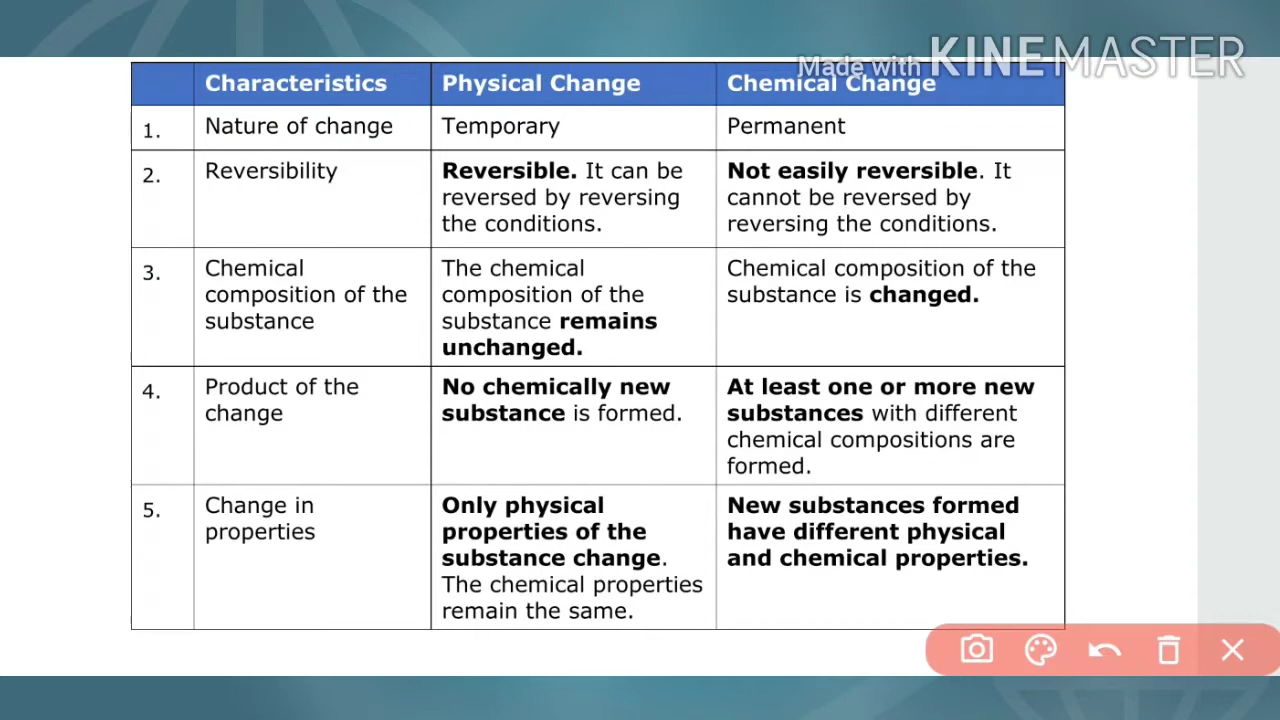 Made with KINEMASTER
Characteristics Physical Change Chemical Change
1. Nature of change Temporary Permanent
2. Reversibility Reversible. It can be Not easily reversible. It
reversed by reversing cannot be reversed by
the conditions. reversing the conditions.
3. Chemical The chemical Chemical composition of the
composition of the composition of the substance is changed.
substance substance remains
unchanged.
4. Product of the No chemically new At least one or more new
change substance is formed. substances with different
chemical compositions are
formed.
5. Change in Only physical New substances formed
properties properties of the have different physical
substance change. and chemical properties.
The chemical properties
remain the same.